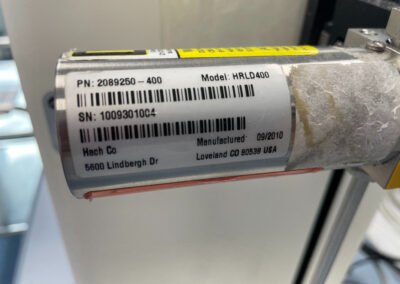 PN: 2089250-400 Model: HRLD400
SN: 1009301004
Manufactured 09/2010
Hach Co
5600 Lindbergh Dr
Loveland CO 80539 USA